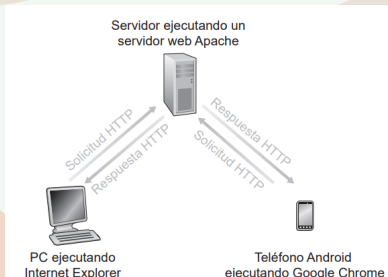 Servidor ejecutando un
servidor web Apache
Solicitud HTTP
Respuesta HTTP
Respuesta HTTP
Solicitud HTTP
PC ejecutando
Internet Explorer
Teléfono Android
ejecutando Google Chrome